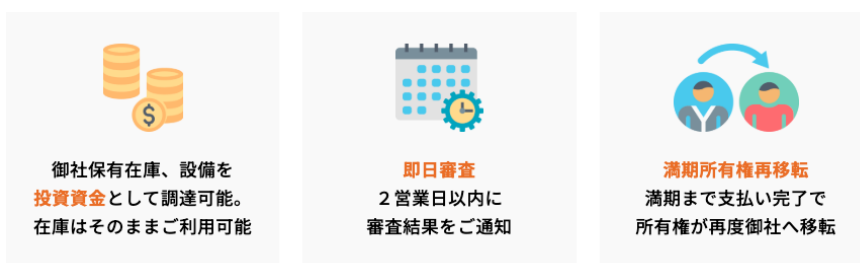 御社保有在庫、設備を
投資資金として調達可能。
在庫はそのままご利用可能
即日審査
２営業日以内に
審査結果をご通知
満期所有権再移転
満期まで支払い完了で
所有権が再度御社へ移転
$